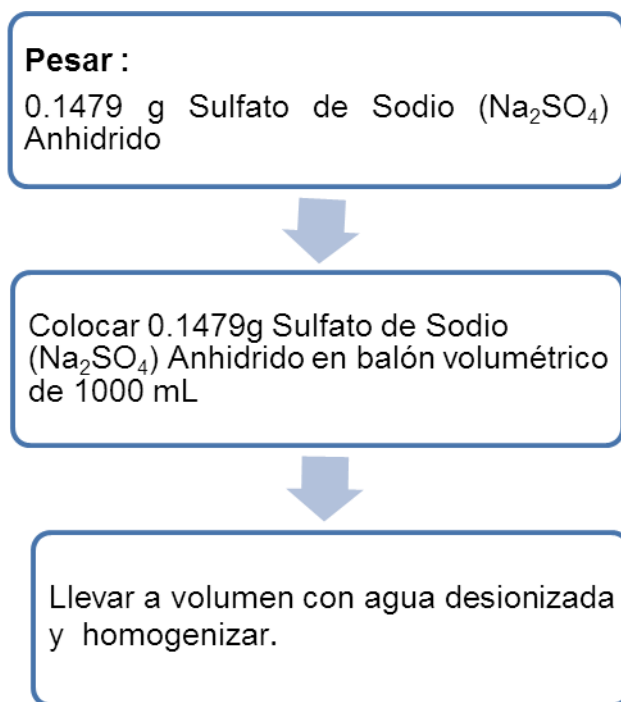 Pesar :
0.1479 g Sulfato de Sodio (Na₂SO₄)
Anhidrido
Colocar 0.1479g Sulfato de Sodio
(Na₂SO₄) Anhidrido en balón volumétrico
de 1000 mL
Llevar a volumen con agua desionizada
y homogenizar.